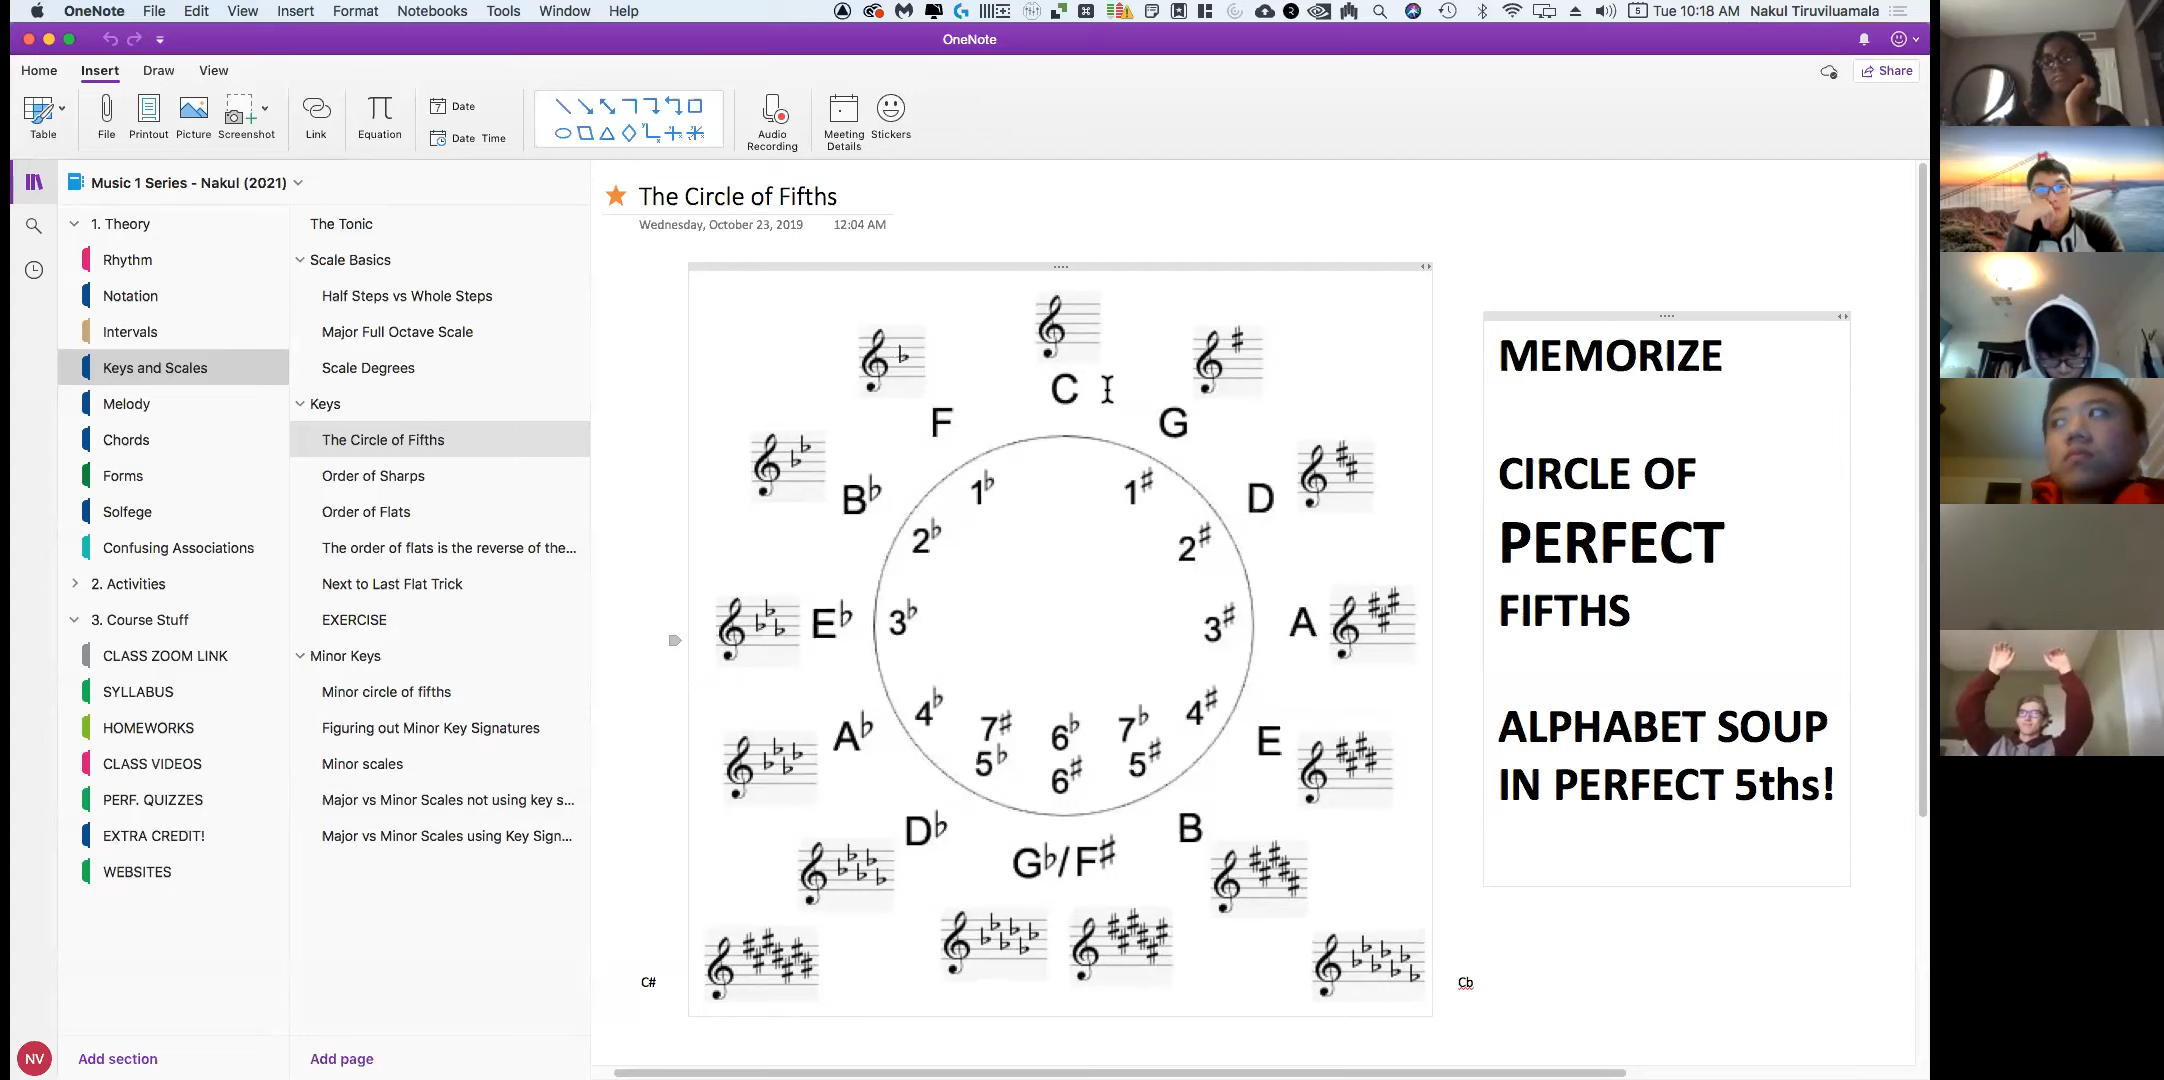 OneNote File Edit View Insert Format Notebooks Tools Window Help
Tue 10:18 AM Nakul Tiruviluamala
OneNote
Home Insert Draw View
Share
Table File Printout Picture Screenshot Link Equation
Date
Date Time
Audio Recording
Meeting Details
Stickers
Music 1 Series - Nakul (2021)
1. Theory
Rhythm
Notation
Intervals
Keys and Scales
Melody
Chords
Forms
Solfege
Confusing Associations
2. Activities
3. Course Stuff
CLASS ZOOM LINK
SYLLABUS
HOMEWORKS
CLASS VIDEOS
PERF. QUIZZES
EXTRA CREDIT!
WEBSITES
NV
Add section
The Tonic
Scale Basics
Half Steps vs Whole Steps
Major Full Octave Scale
Scale Degrees
Keys
The Circle of Fifths
Order of Sharps
Order of Flats
The order of flats is the reverse of the...
Next to Last Flat Trick
EXERCISE
Minor Keys
Minor circle of fifths
Figuring out Minor Key Signatures
Minor scales
Major vs Minor Scales not using key s...
Major vs Minor Scales using Key Sign...
Add page
The Circle of Fifths
Wednesday, October 23, 2019 12:04 AM
C
F G
B♭ D
1♭ 1♯
2♭ 2♯
E♭ 3♭ 3♯ A
4♭ 4♯
A♭ E
7♯ 6♭ 7♭
5♭ 6♯ 5♯
D♭ B
G♭/F♯
C# Cb
MEMORIZE
CIRCLE OF
PERFECT
FIFTHS
ALPHABET SOUP
IN PERFECT 5ths!